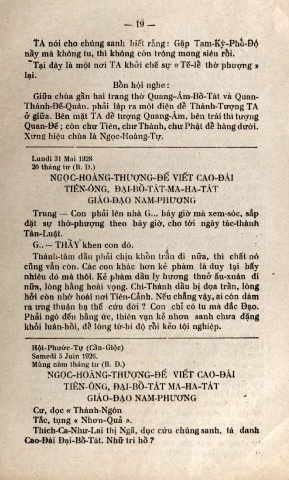 — 19 —
TA nói cho chúng sanh biết rằng: Gặp Tam-Kỳ-Phổ-Độ
nầy mà không tu, thì không còn trông mong siêu rỗi.
"Tại đây là một nơi TA khởi chế sự « Tế-lễ thờ phượng »
lại.
Bổn hội nghe:
Giữa chùa gần hai trang thờ Quang-Âm-Bồ-Tát và Quan-
Thánh-Đế-Quân, phải lập ra một điện để Thánh-Tượng TA
ở giữa. Bên mặt TA để tượng Quang-Âm, bên trái thì tượng
Quan-Đế; còn chư Tiên, chư Thánh, chư Phật để hàng dưới.
Xưng hiệu chùa là Ngọc-Hoàng-Tự.
Lundi 31 Mai 1928
20 tháng tư (B. D.)
NGỌC-HOÀNG-THƯỢNG-ĐẾ VIẾT CAO-ĐÀI
TIÊN-ÔNG, ĐẠI-BỒ-TÁT-MA-HA-TÁT
GIÁO-ĐẠO NAM-PHƯƠNG
Trung — Con phải lên nhà G... bây giờ mà xem-sóc, sắp
đặt sự thờ-phượng theo bây giờ, cho tới ngày tác-thành
Tân-Luật.
G.. — THẦY khen con đó.
Thành-tâm dầu phải chịu khổn trần đi nữa, thì chất nó
cũng vẫn còn. Các con khác hơn kẻ phàm là duy tại bấy
nhiêu đó mà thôi. Kẻ phàm dầu ly hương thuở ấu-xuân đi
nữa, lòng hằng hoài vọng. Chí-Thánh dầu bị đọa trần, lòng
hỡi còn nhớ hoài nơi Tiên-Cảnh. Nếu chẳng vậy, ai còn dám
ra ưng thuận hạ thế cứu đời? Con chỉ có tu mà đắc Đạo.
Phải ngó đến bằng ức, thiên vạn kẻ nhơn sanh chưa đặng
khỏi luân-hồi, để lòng từ-bi độ rỗi kẻo tội nghiệp.
Hội-Phước-Tự (Cần-Giộc)
Samedi 5 Juin 1926.
Mùng năm tháng tư (B. D.)
NGỌC-HOÀNG-THƯỢNG-ĐẾ VIẾT CAO-ĐÀI
TIÊN-ÔNG, ĐẠI-BỒ-TÁT MA-HA-TÁT
GIÁO-ĐẠO NAM-PHƯƠNG
Cư, đọc « Thánh-Ngôn
Tắc, tụng « Nhơn-Quả ».
Thích-Ca-Như-Lai thị Ngã, dục cứu chúng sanh, tá danh
Cao-Đài Đại-Bồ-Tát. Nhữ tri hồ?